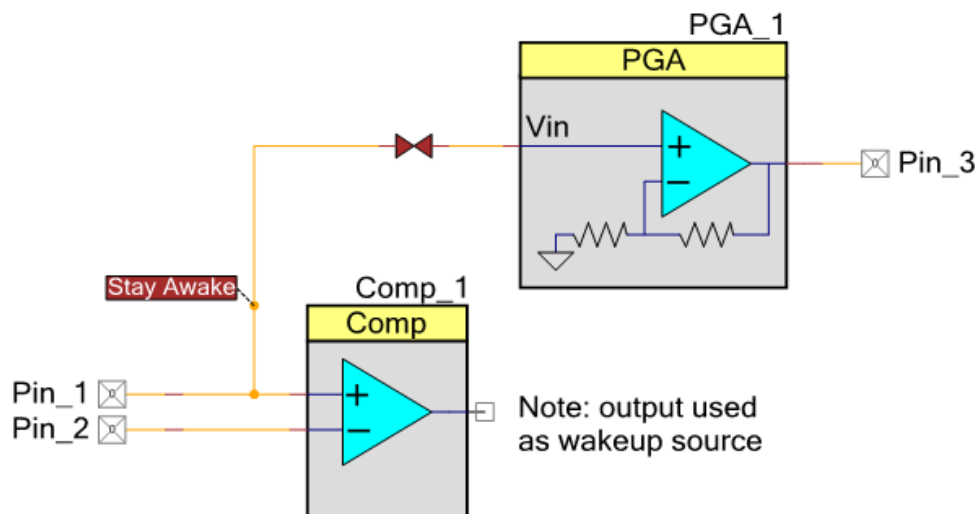 PGA_1
PGA
Vin
Pin_3
Stay Awake
Comp_1
Comp
Pin_1
Pin_2
Note: output used
as wakeup source